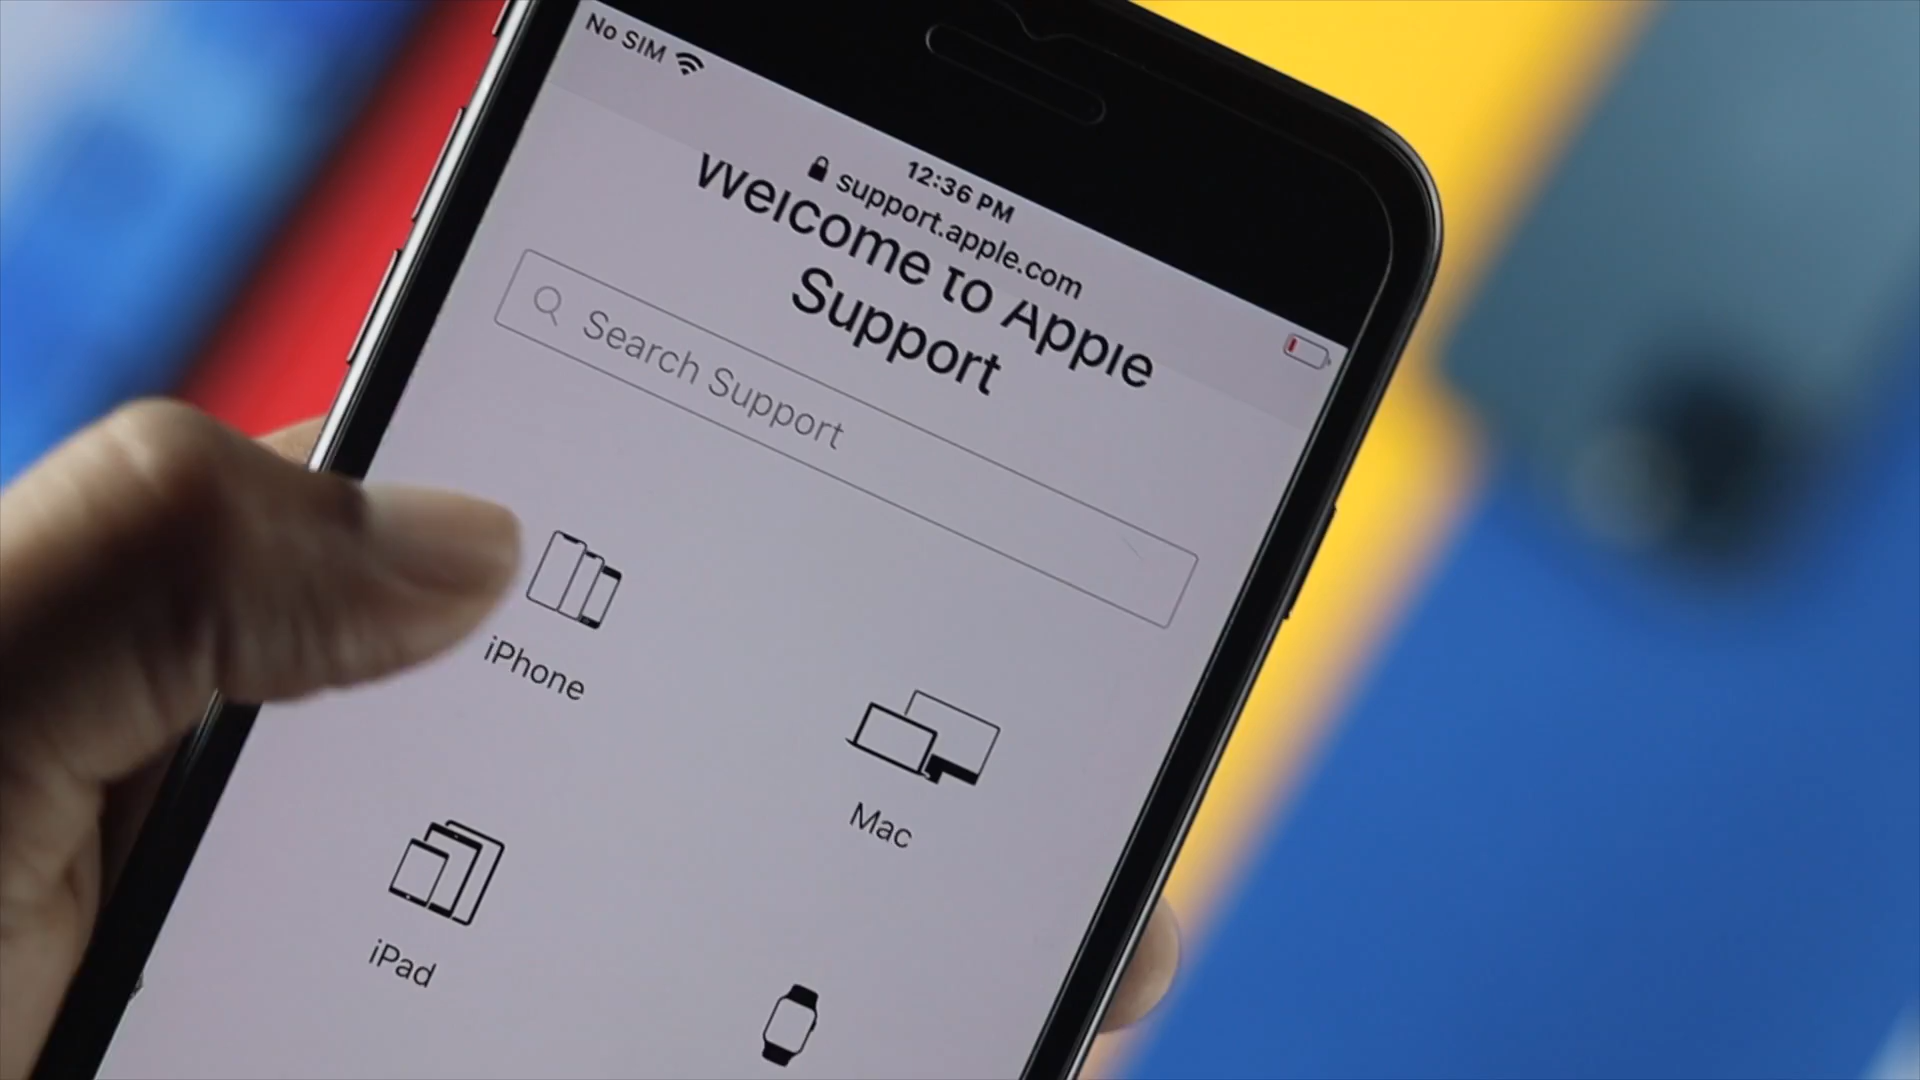 No SIM
12:36 PM
support.apple.com
Welcome to Apple
Support
Search Support
iPhone
Mac
iPad